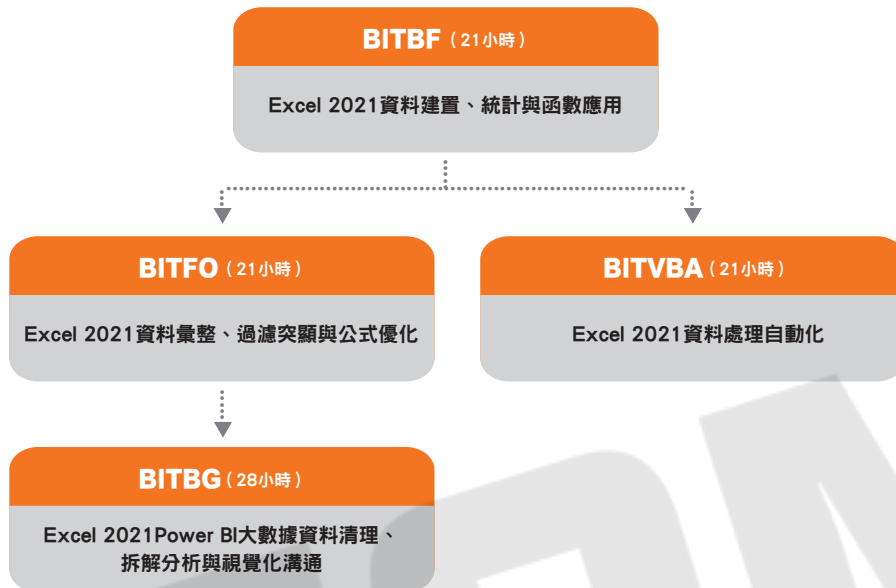 BITBF（21小時）
Excel 2021資料建置、統計與函數應用
BITFO（21小時）
Excel 2021資料彙整、過濾突顯與公式優化
BITVBA（21小時）
Excel 2021資料處理自動化
BITBG（28小時）
Excel 2021Power BI大數據資料清理、
拆解分析與視覺化溝通